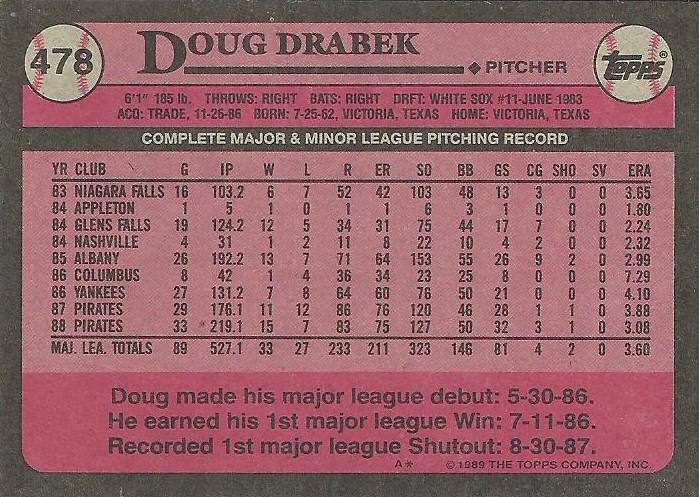 478
DOUG DRABEK
PITCHER
TOPPS®
6'1" 185 lb. THROWS: RIGHT BATS: RIGHT DRFT: WHITE SOX #11-JUNE 1983
ACQ: TRADE, 11-26-86 BORN: 7-25-62, VICTORIA, TEXAS HOME: VICTORIA, TEXAS
COMPLETE MAJOR & MINOR LEAGUE PITCHING RECORD
YR CLUB G IP W L R ER SO BB GS CG SHO SV ERA
83 NIAGARA FALLS 16 103.2 6 7 52 42 103 48 13 3 0 0 3.65
84 APPLETON 1 5 1 0 1 1 6 3 1 0 0 0 1.80
84 GLENS FALLS 19 124.2 12 5 34 31 75 44 17 7 0 0 2.24
84 NASHVILLE 4 31 1 2 11 8 22 10 4 2 0 0 2.32
85 ALBANY 26 192.2 13 7 71 64 153 55 26 9 2 0 2.99
86 COLUMBUS 8 42 1 4 36 34 23 25 8 0 0 0 7.29
86 YANKEES 27 131.2 7 8 64 60 76 50 21 0 0 0 4.10
87 PIRATES 29 176.1 11 12 86 76 120 46 28 1 1 0 3.88
88 PIRATES 33 219.1 15 7 83 75 127 50 32 3 1 0 3.08
MAJ. LEA. TOTALS 89 527.1 33 27 233 211 323 146 81 4 2 0 3.60
Doug made his major league debut: 5-30-86.
He earned his 1st major league Win: 7-11-86.
Recorded 1st major league Shutout: 8-30-87.
A* © 1989 THE TOPPS COMPANY, INC.